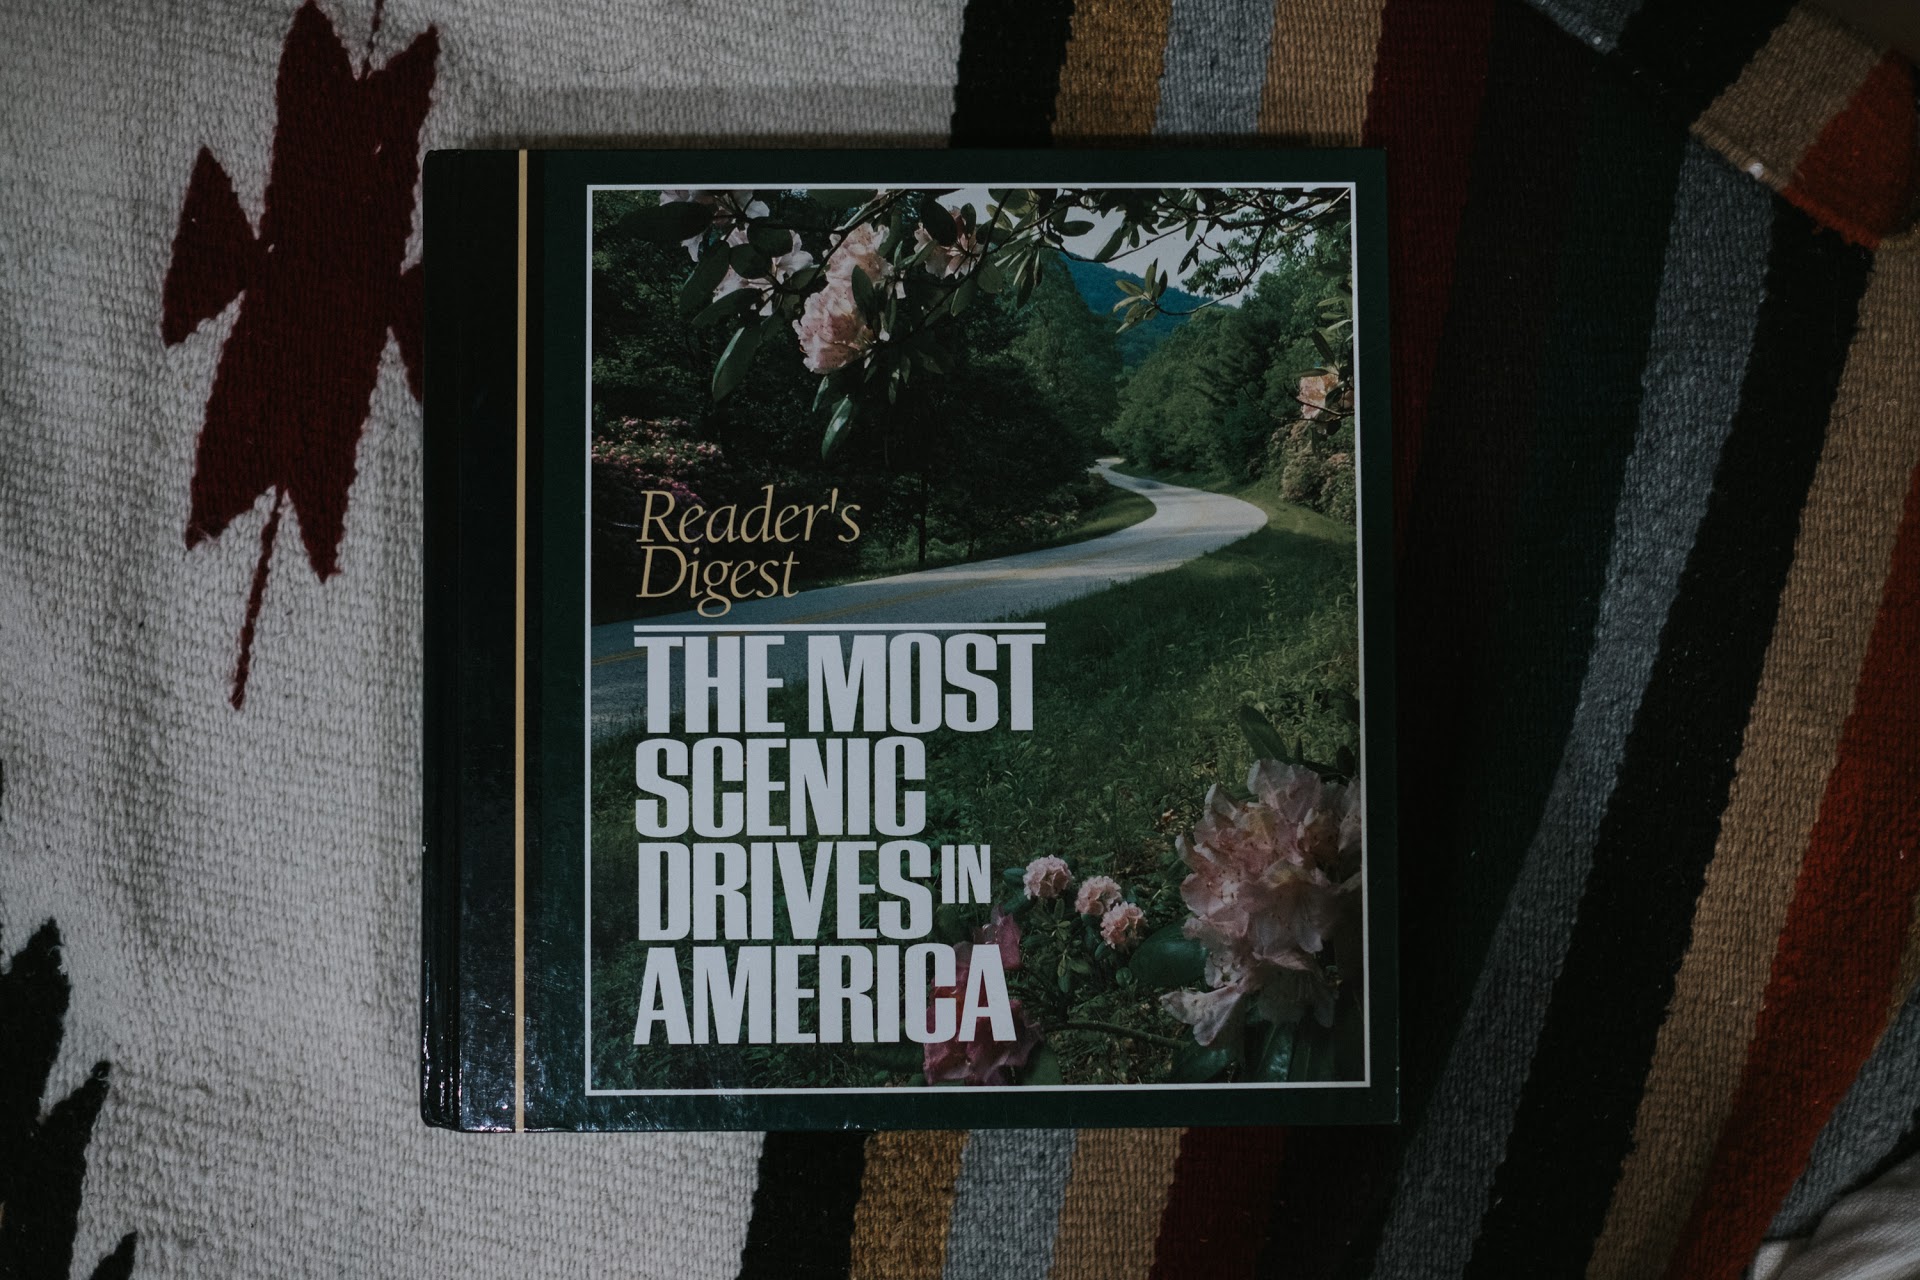 Reader's
Digest
THE MOST
SCENIC
DRIVES IN
AMERICA